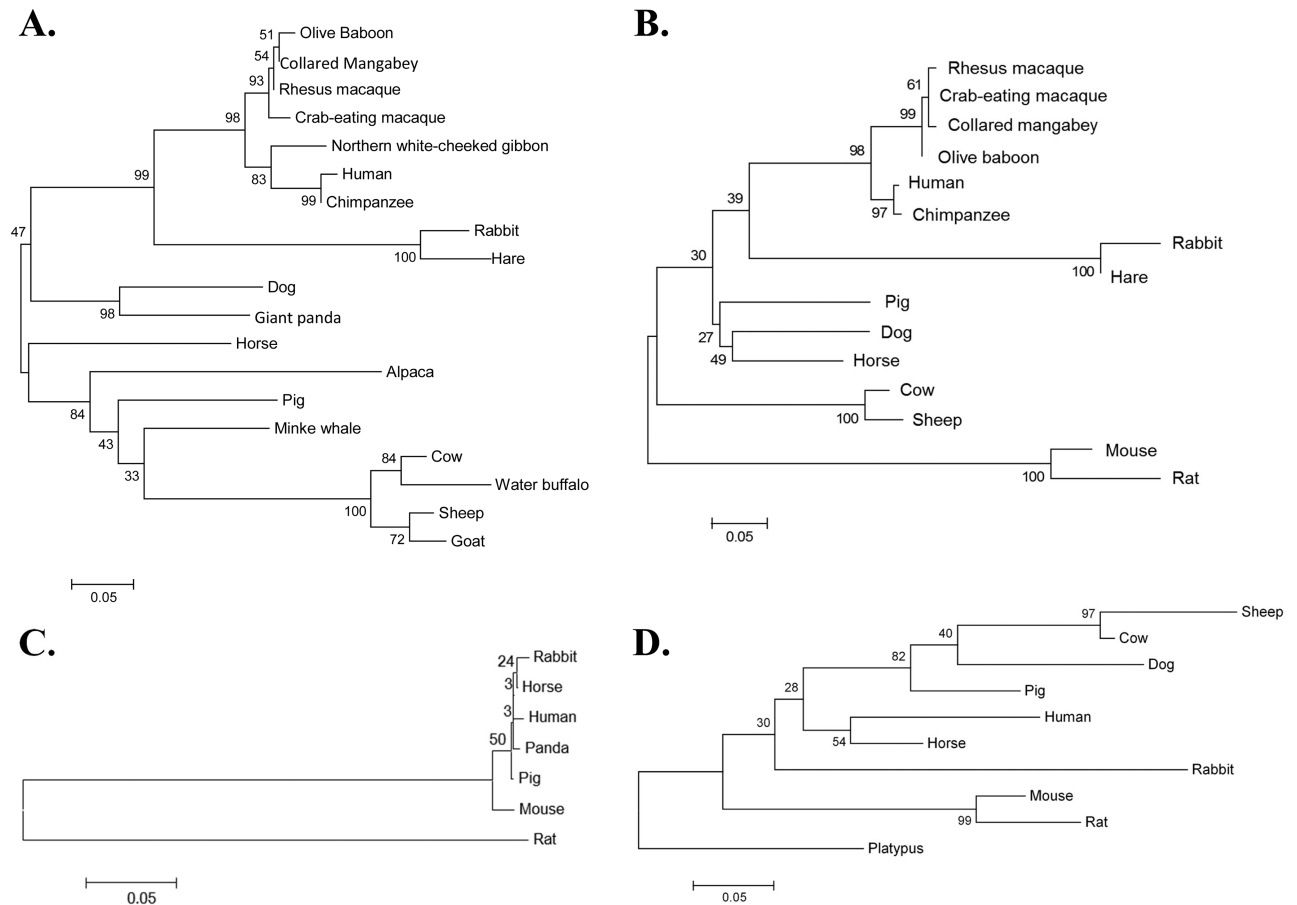 A.
51
Olive Baboon
54
Collared Mangabey
93
Rhesus macaque
98
Crab-eating macaque
Northern white-cheeked gibbon
99
83
Human
99
Chimpanzee
47
Rabbit
100
Hare
Dog
98
Giant panda
Horse
Alpaca
84
Pig
43
Minke whale
33
84
Cow
Water buffalo
100
Sheep
72
Goat
0.05
B.
Rhesus macaque
61
Crab-eating macaque
99
Collared mangabey
98
Olive baboon
Human
39
97
Chimpanzee
Rabbit
30
100
Hare
Pig
27
Dog
49
Horse
Cow
100
Sheep
Mouse
100
Rat
0.05
C.
24
Rabbit
3
Horse
3
Human
50
Panda
Pig
Mouse
Rat
0.05
D.
97
Sheep
40
Cow
82
Dog
28
Pig
30
Human
54
Horse
Rabbit
Mouse
99
Rat
Platypus
0.05